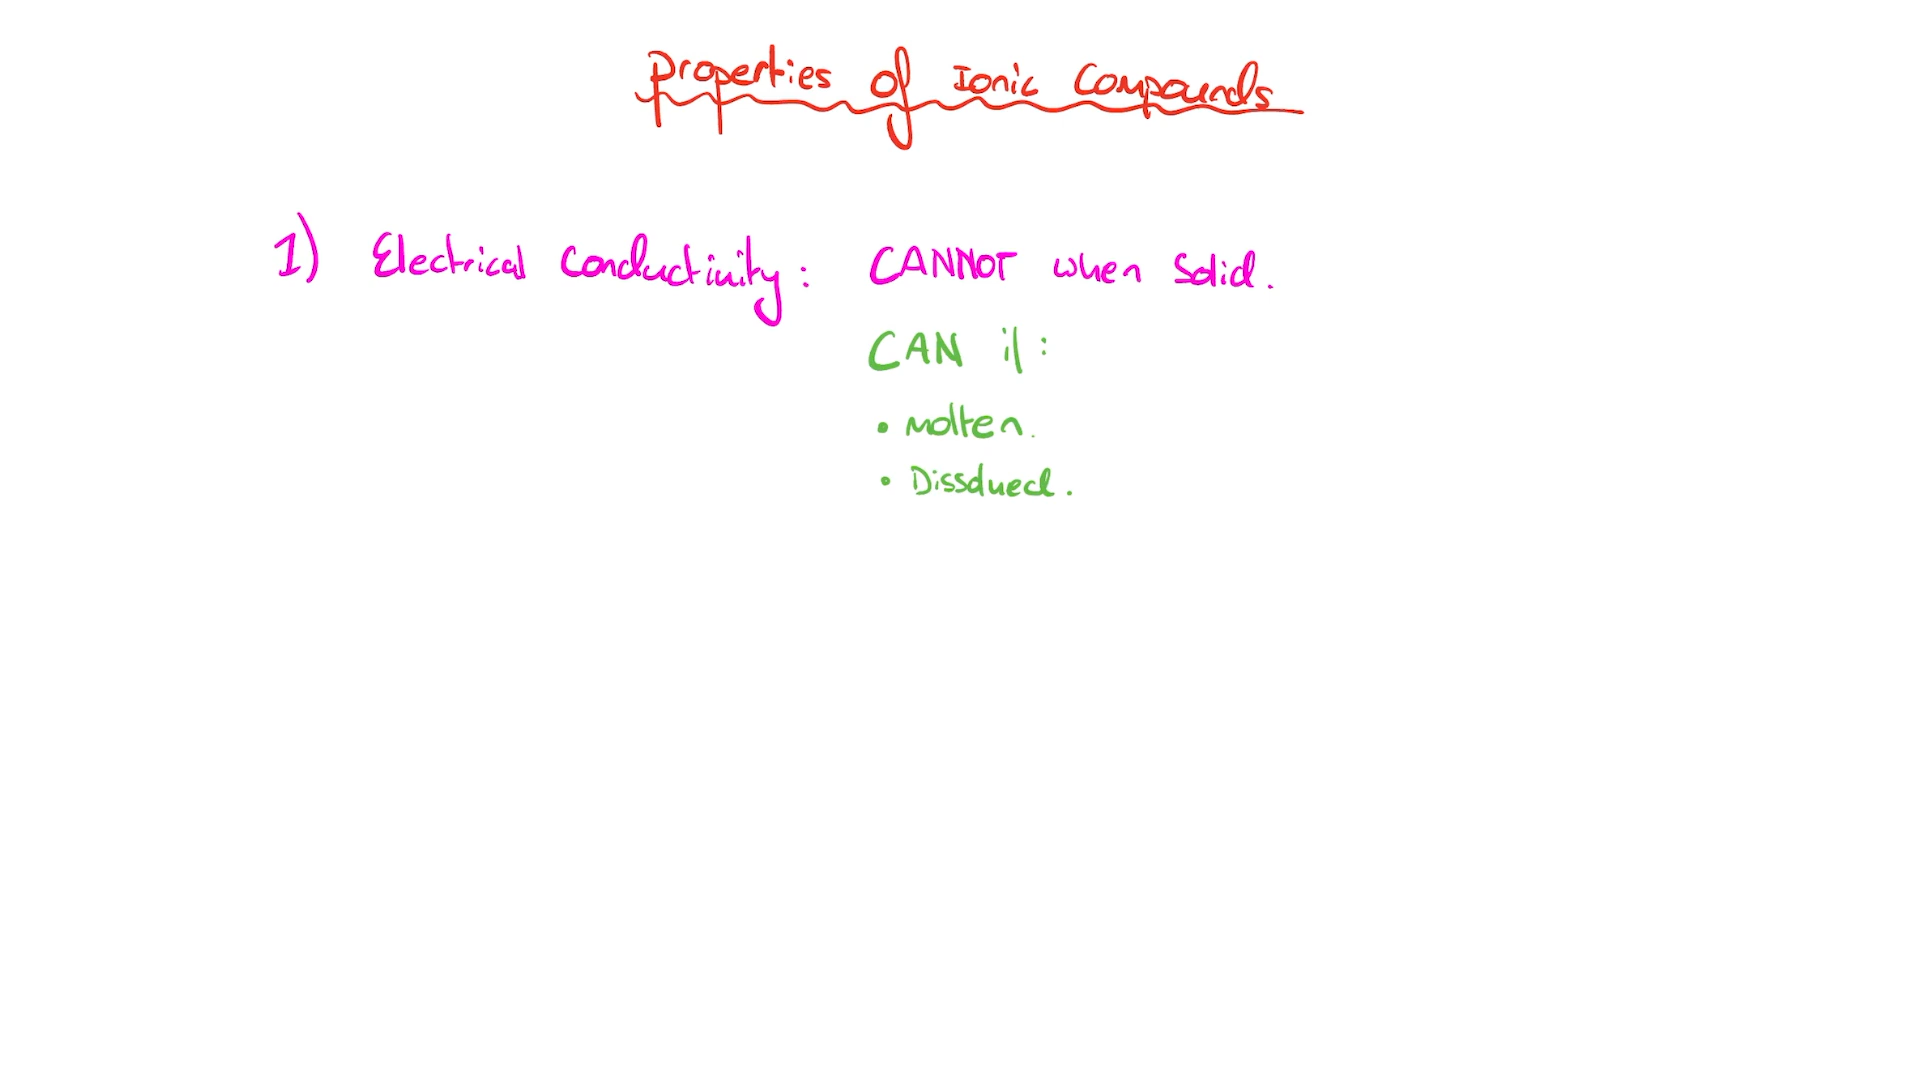 Properties of Ionic Compounds
1) Electrical Conductivity: CANNOT when Solid.
CAN if:
• Molten.
• Dissolved.